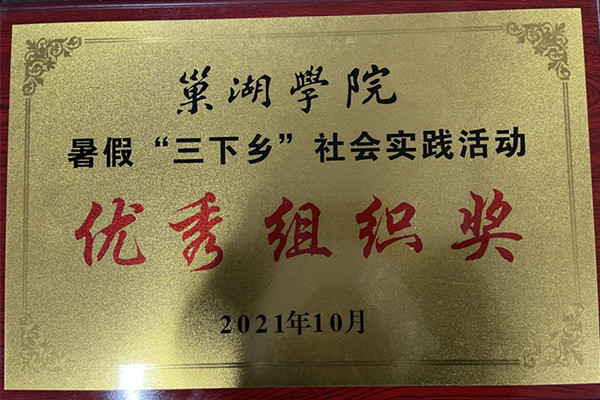 巢湖學院
暑假“三下乡”社会实践活动
优秀组织奖
2021年10月